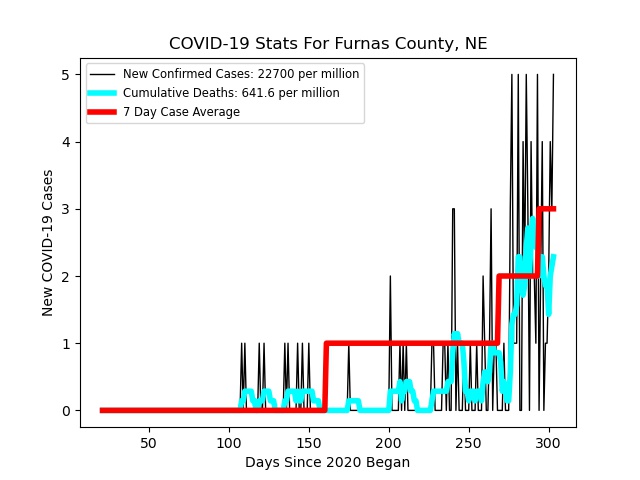 COVID-19 Stats For Furnas County, NE
New Confirmed Cases: 22700 per million
Cumulative Deaths: 641.6 per million
7 Day Case Average
New COVID-19 Cases
5
4
3
2
1
0
50 100 150 200 250 300
Days Since 2020 Began